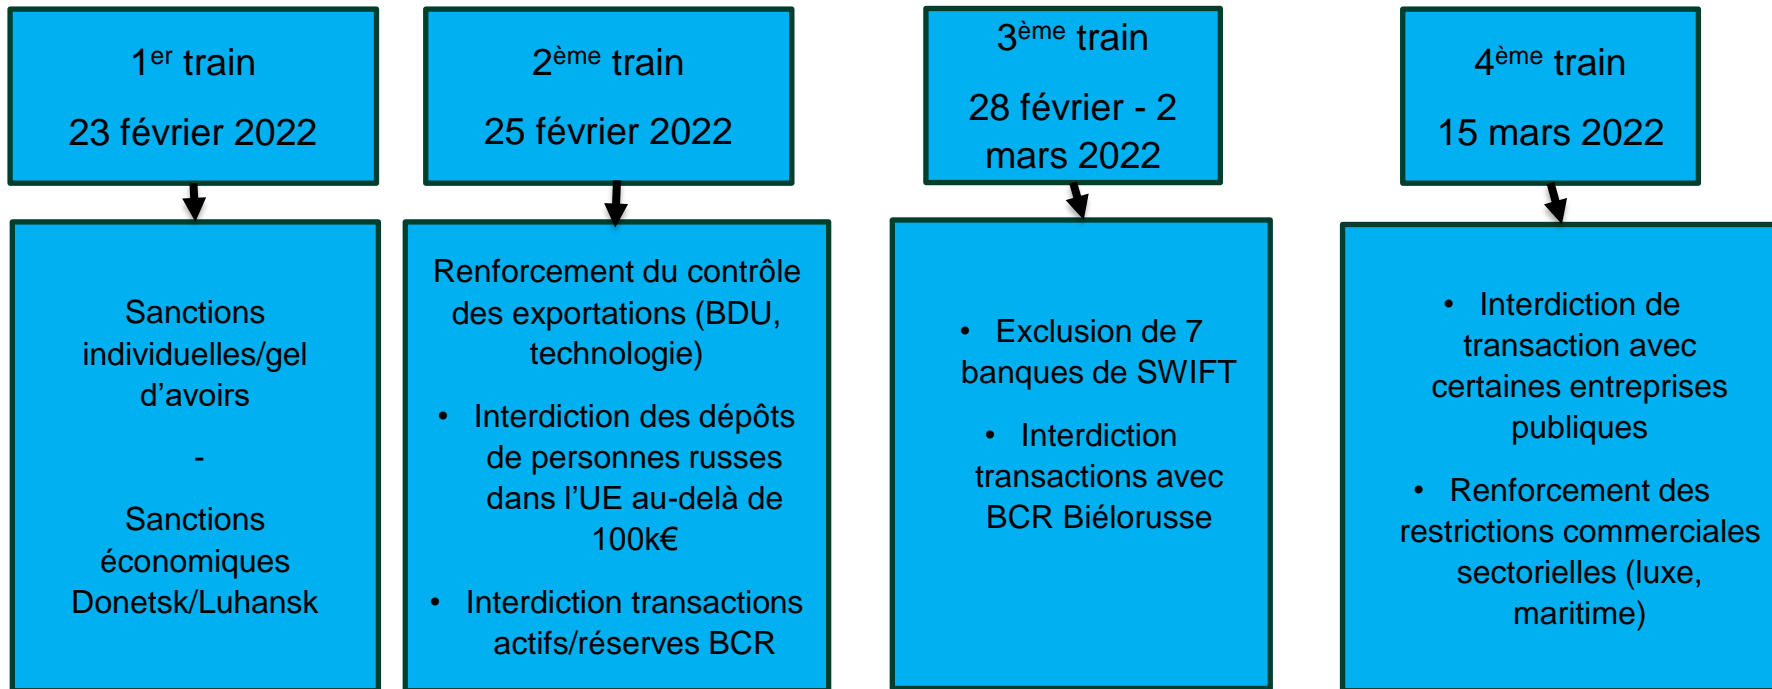 1er train
23 février 2022
Sanctions
individuelles/gel
d’avoirs
-
Sanctions
économiques
Donetsk/Luhansk
2ème train
25 février 2022
Renforcement du contrôle
des exportations (BDU,
technologie)
• Interdiction des dépôts
de personnes russes
dans l’UE au-delà de
100k€
• Interdiction transactions
actifs/réserves BCR
3ème train
28 février - 2
mars 2022
• Exclusion de 7
banques de SWIFT
• Interdiction
transactions avec
BCR Biélorusse
4ème train
15 mars 2022
• Interdiction de
transaction avec
certaines entreprises
publiques
• Renforcement des
restrictions commerciales
sectorielles (luxe,
maritime)